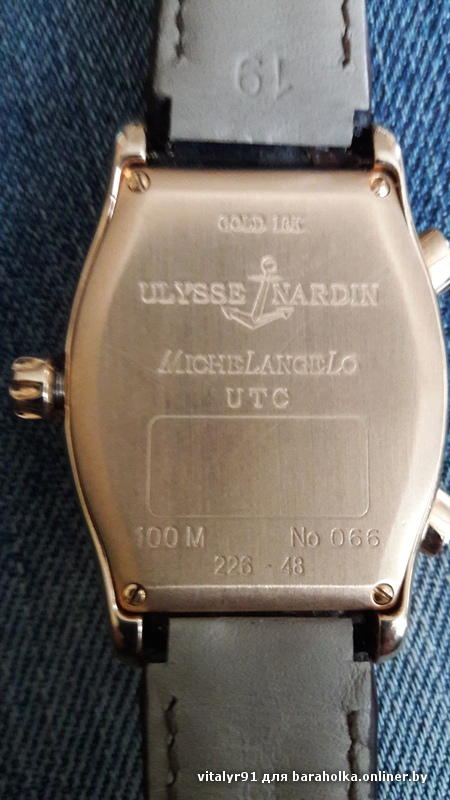 19
GOLD 18K
ULYSSE NARDIN
MICHELANGELO
UTC
100 M No 066
226 - 48
vitalyr91 для baraholka.onliner.by